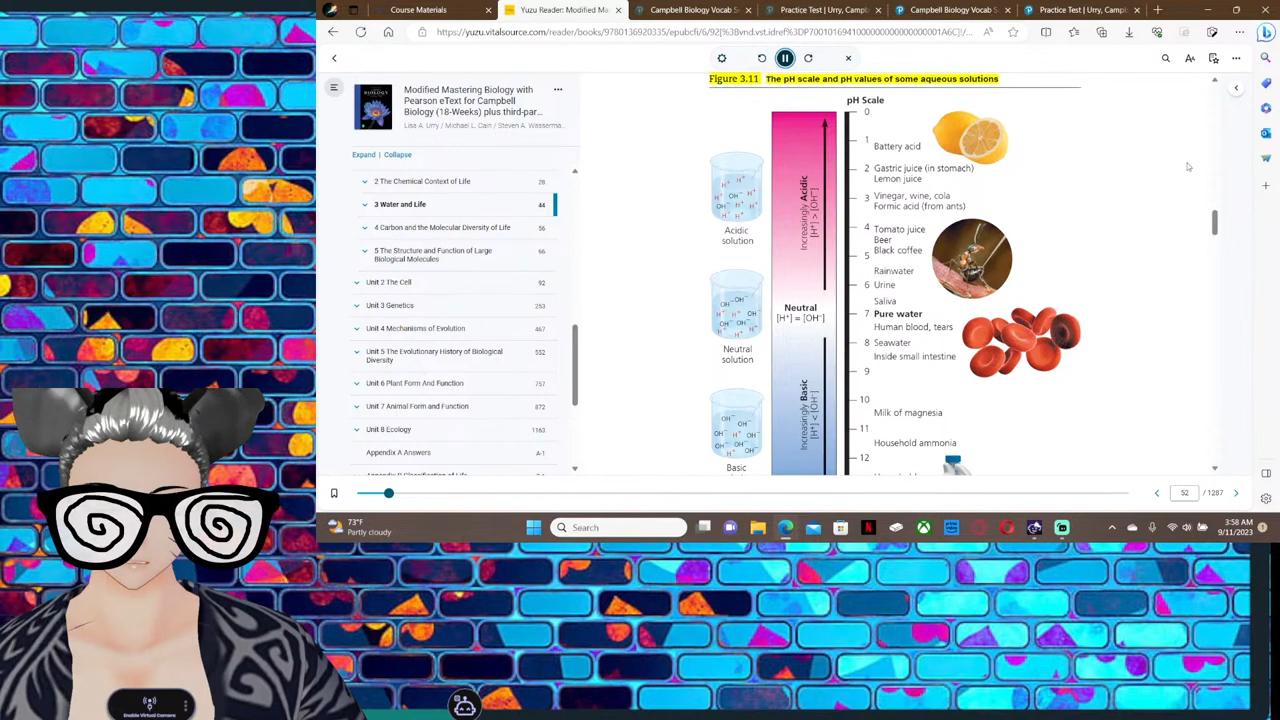 Course Materials
Yuzu Reader: Modified Ma
Campbell Biology Vocab S
Practice Test | Urry, Campb
Campbell Biology Vocab S
Practice Test | Urry, Campb
https://yuzu.vitalsource.com/reader/books/9780136920335/epubcfi/6/92[%3Bvnd.vst.idref%3DP7001016941000000000000000001A6C]!/...
Modified Mastering Biology with
Pearson eText for Campbell
Biology (18-Weeks) plus third-par...
Lisa A. Urry / Michael L. Cain / Steven A. Wasserma...
Expand | Collapse
2 The Chemical Context of Life 28
3 Water and Life 44
4 Carbon and the Molecular Diversity of Life 56
5 The Structure and Function of Large 66
Biological Molecules
Unit 2 The Cell 92
Unit 3 Genetics 253
Unit 4 Mechanisms of Evolution 467
Unit 5 The Evolutionary History of Biological 552
Diversity
Unit 6 Plant Form And Function 757
Unit 7 Animal Form and Function 872
Unit 8 Ecology 1163
Appendix A Answers A-1
Figure 3.11 The pH scale and pH values of some aqueous solutions
pH Scale
0
1
Battery acid
2 Gastric juice (in stomach)
Lemon juice
3 Vinegar, wine, cola
Formic acid (from ants)
4 Tomato juice
Beer
Black coffee
5
Rainwater
6 Urine
Saliva
7 Pure water
Human blood, tears
8 Seawater
Inside small intestine
9
10
Milk of magnesia
11
Household ammonia
12
Increasingly Acidic
[H+] > [OH−]
Neutral
[H+] = [OH−]
Increasingly Basic
[H+] < [OH−]
Acidic
solution
Neutral
solution
Basic
52 / 1287
73°F
Partly cloudy
Search
3:58 AM
9/11/2023
Enable Virtual Camera